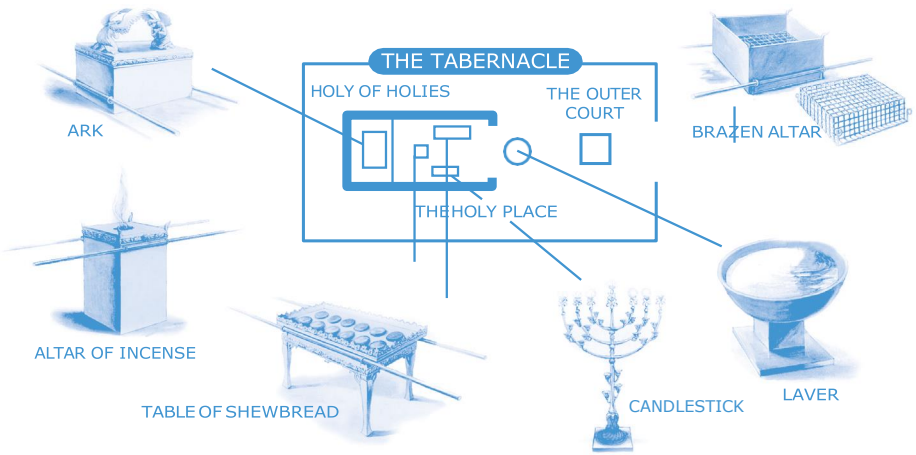 THE TABERNACLE
HOLY OF HOLIES
THE OUTER
COURT
ARK
BRAZEN ALTAR
THE HOLY PLACE
ALTAR OF INCENSE
TABLE OF SHEWBREAD
CANDLESTICK
LAVER